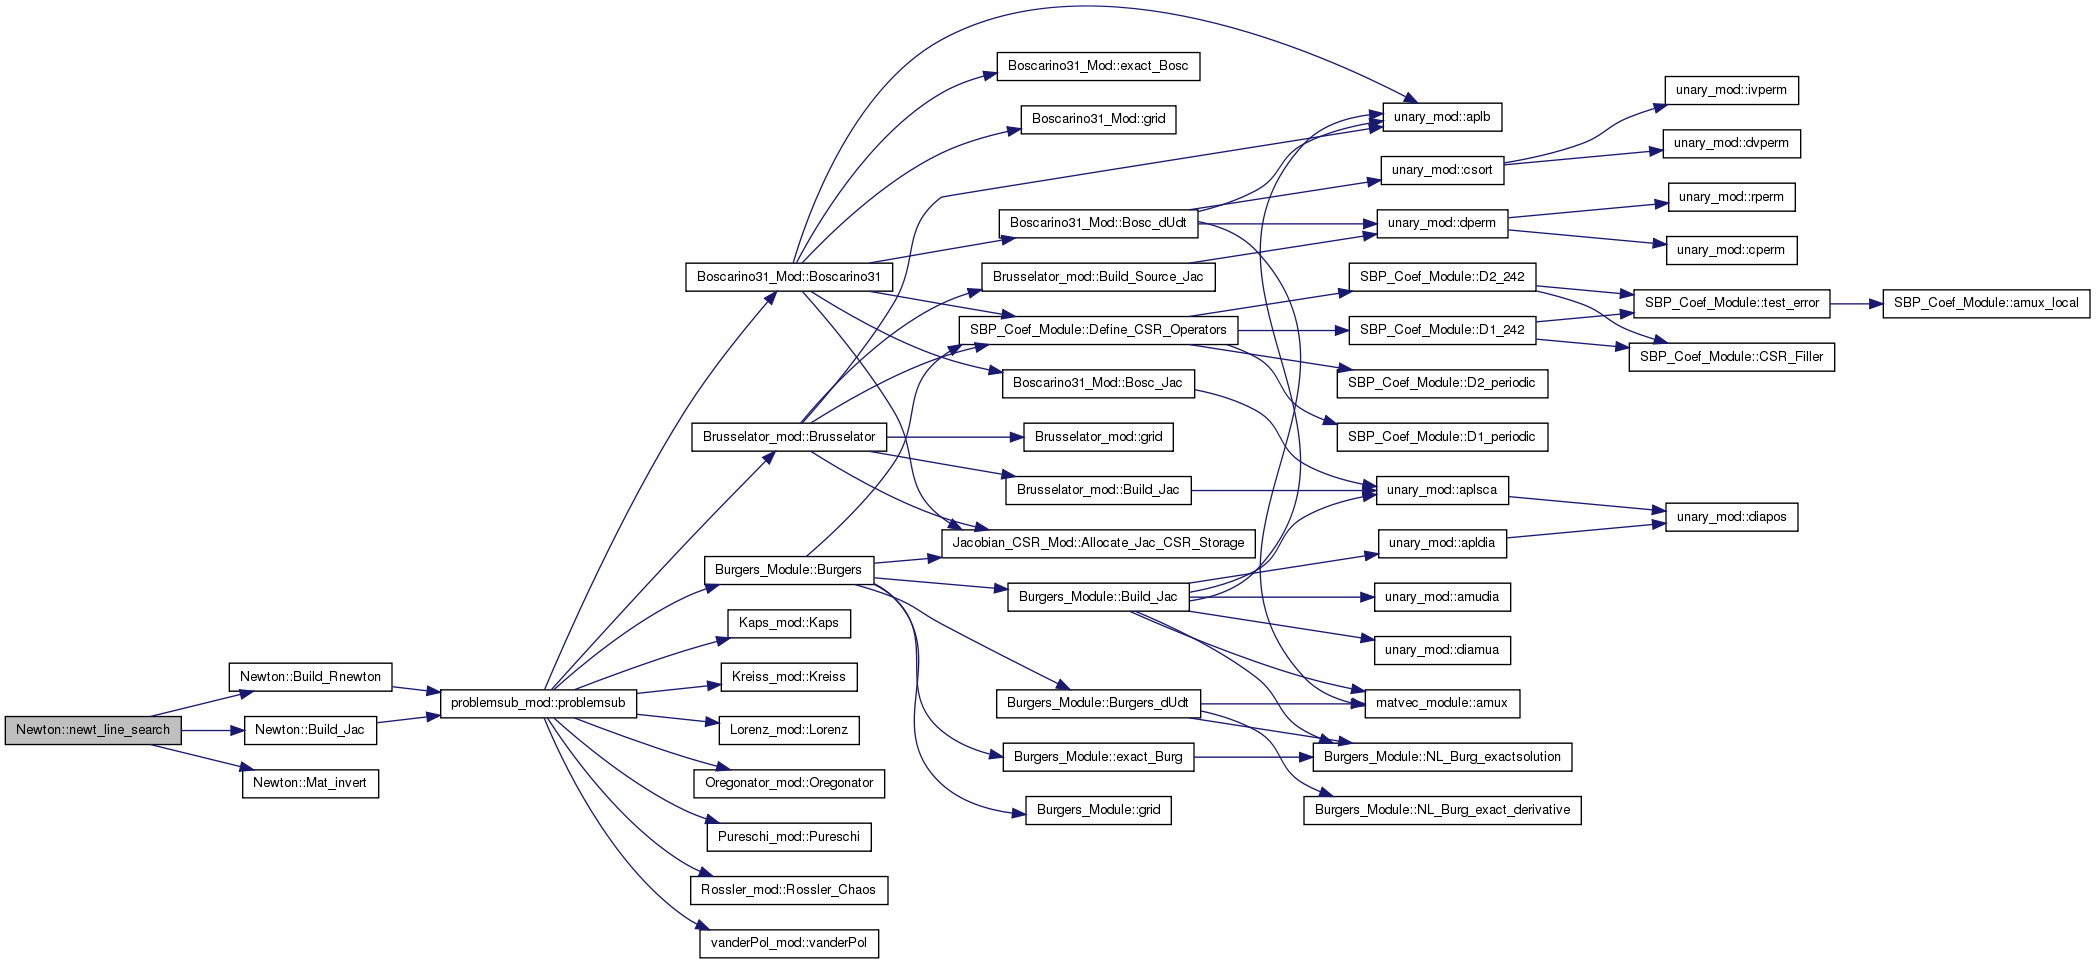 Newton::newt_line_search
Newton::Build_Rnewton
Newton::Build_Jac
Newton::Mat_invert
problemsub_mod::problemsub
Boscarino31_Mod::Boscarino31
Brusselator_mod::Brusselator
Burgers_Module::Burgers
Kaps_mod::Kaps
Kreiss_mod::Kreiss
Lorenz_mod::Lorenz
Oregonator_mod::Oregonator
Pureschi_mod::Pureschi
Rossler_mod::Rossler_Chaos
vanderPol_mod::vanderPol
Boscarino31_Mod::exact_Bosc
Boscarino31_Mod::grid
Boscarino31_Mod::Bosc_dUdt
Brusselator_mod::Build_Source_Jac
SBP_Coef_Module::Define_CSR_Operators
Boscarino31_Mod::Bosc_Jac
Brusselator_mod::grid
Brusselator_mod::Build_Jac
Jacobian_CSR_Mod::Allocate_Jac_CSR_Storage
Burgers_Module::Build_Jac
Burgers_Module::Burgers_dUdt
Burgers_Module::exact_Burg
Burgers_Module::grid
unary_mod::aplb
unary_mod::csort
unary_mod::dperm
SBP_Coef_Module::D2_242
SBP_Coef_Module::D1_242
SBP_Coef_Module::D2_periodic
SBP_Coef_Module::D1_periodic
unary_mod::aplsca
unary_mod::apldia
unary_mod::amudia
unary_mod::diamua
matvec_module::amux
Burgers_Module::NL_Burg_exactsolution
Burgers_Module::NL_Burg_exact_derivative
unary_mod::ivperm
unary_mod::dvperm
unary_mod::rperm
unary_mod::cperm
SBP_Coef_Module::test_error
SBP_Coef_Module::CSR_Filler
unary_mod::diapos
SBP_Coef_Module::amux_local